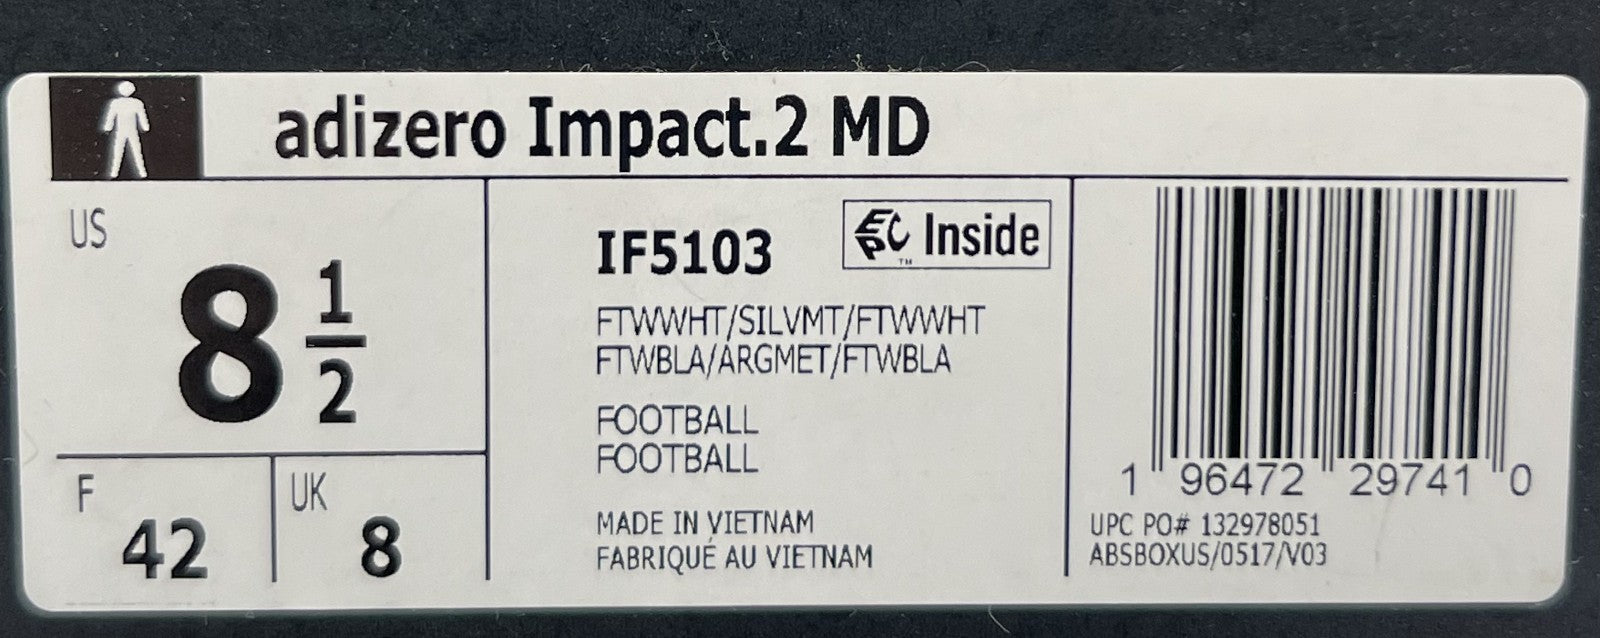 adizero Impact.2 MD
US
8 1/2
F
42
UK
8
IF5103
EPC Inside
™
FTWWHT/SILVMT/FTWWHT
FTWBLA/ARGMET/FTWBLA
FOOTBALL
FOOTBALL
MADE IN VIETNAM
FABRIQUÉ AU VIETNAM
1 96472 29741 0
UPC PO# 132978051
ABSBOXUS/0517/V03